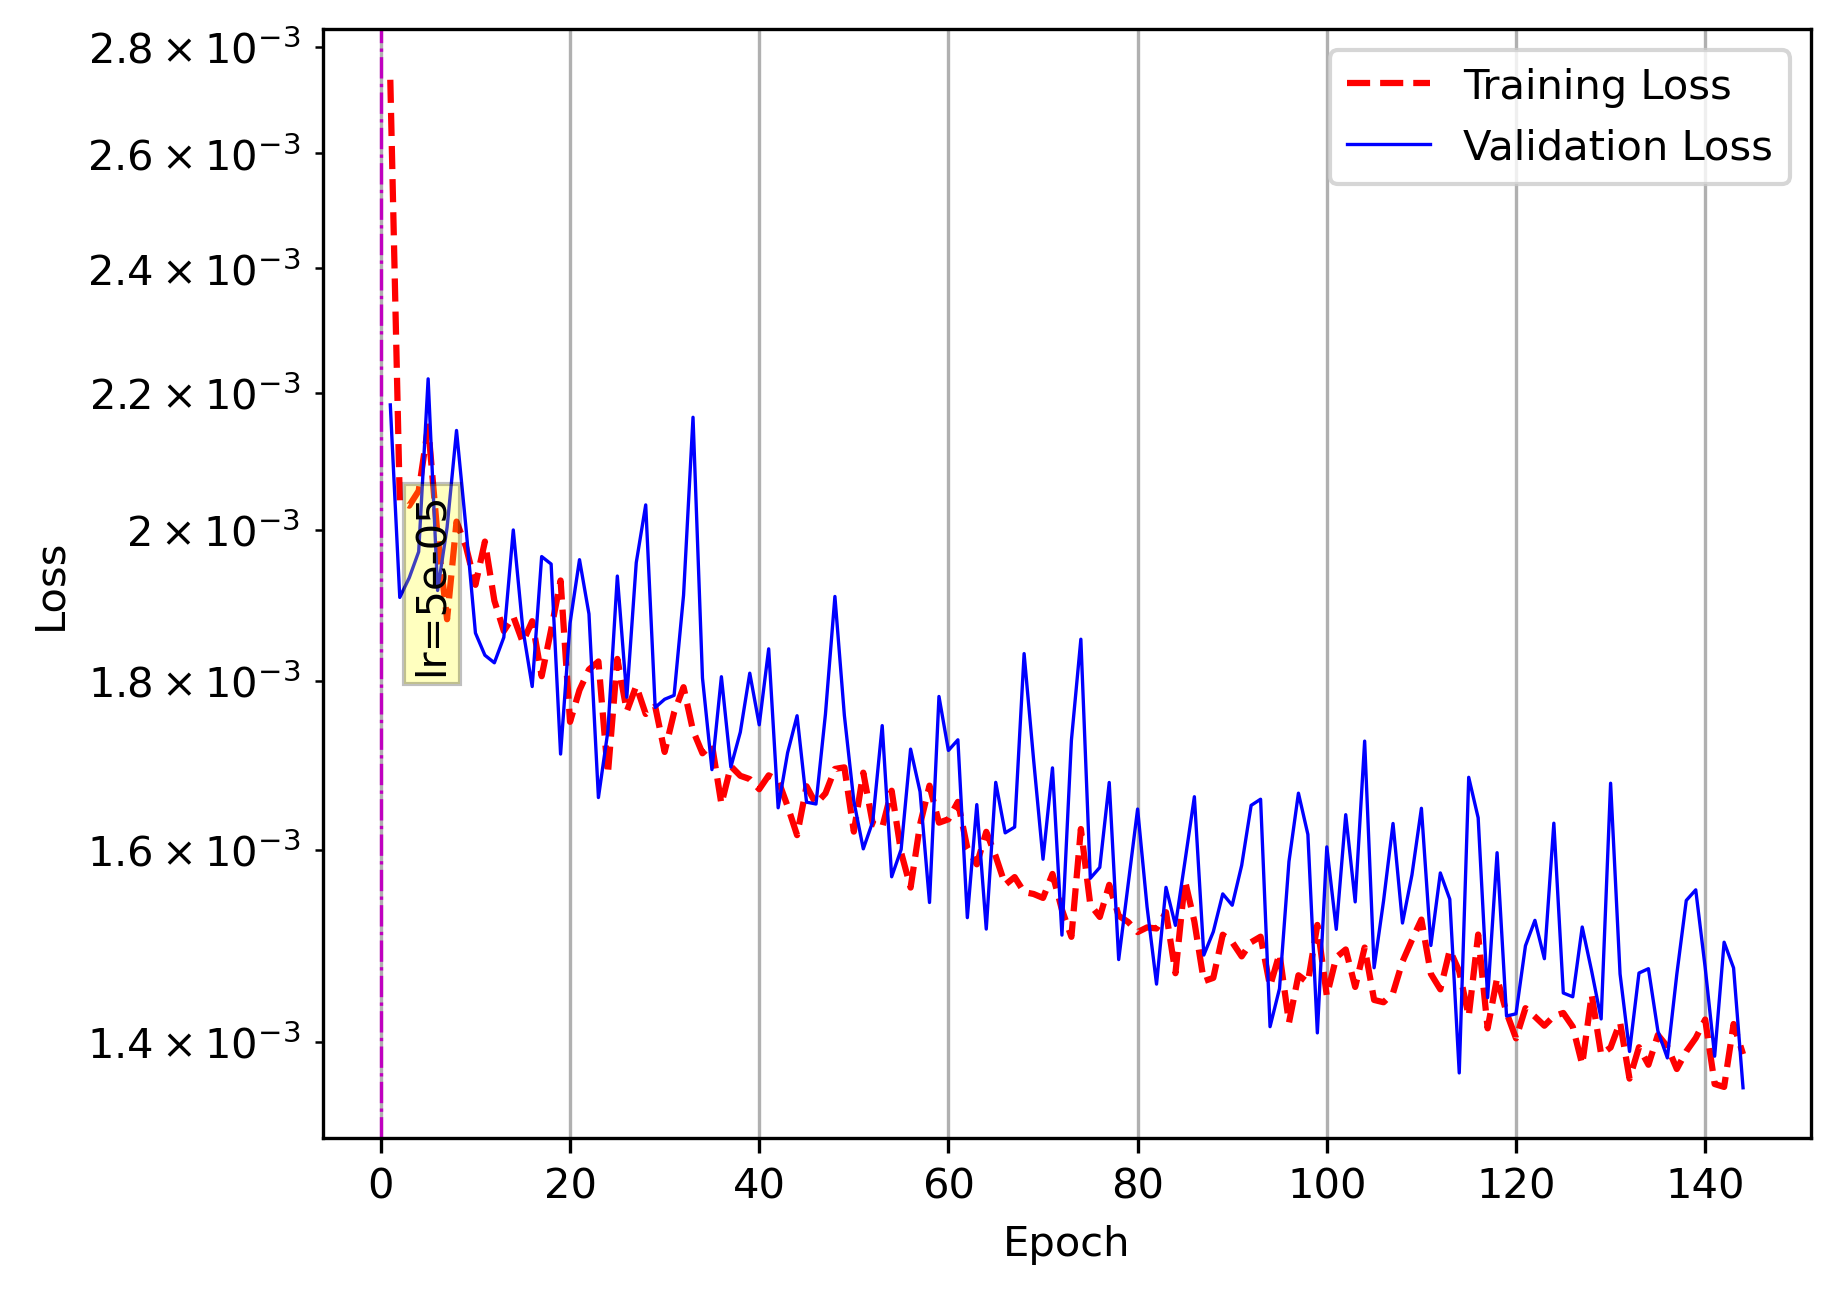 2.8 × 10⁻³
2.6 × 10⁻³
2.4 × 10⁻³
2.2 × 10⁻³
2 × 10⁻³
1.8 × 10⁻³
1.6 × 10⁻³
1.4 × 10⁻³
Loss
lr=5e-05
Training Loss
Validation Loss
0 20 40 60 80 100 120 140
Epoch